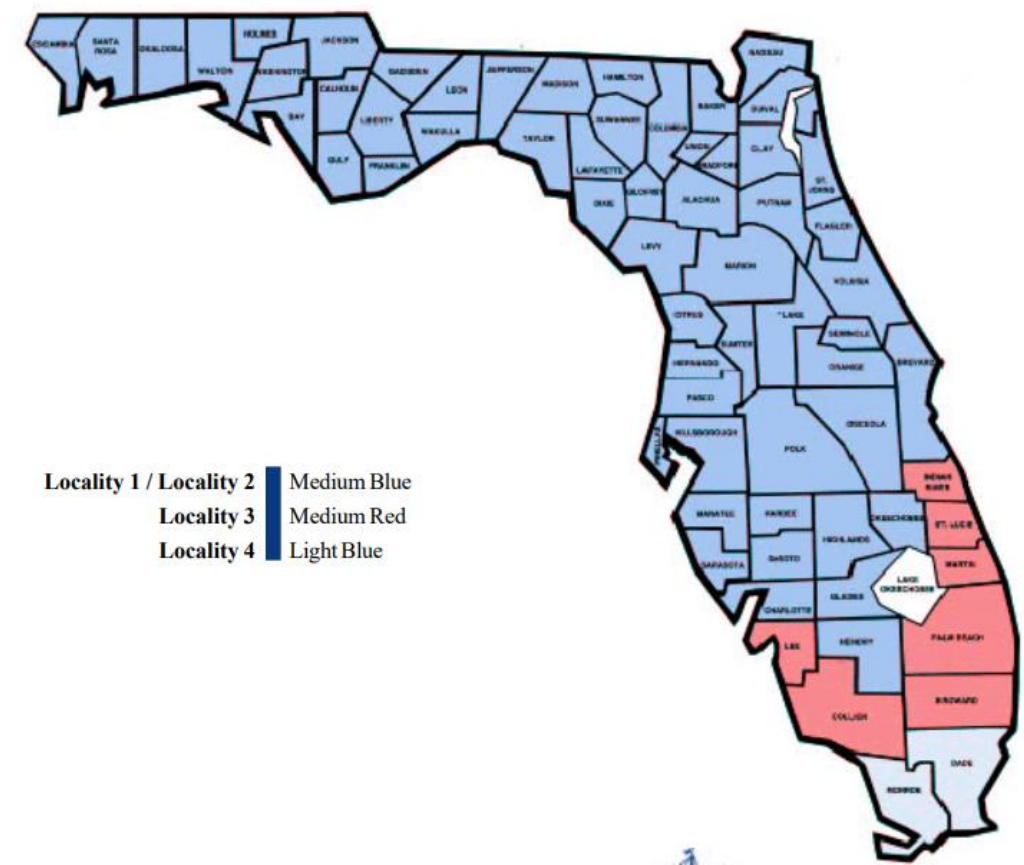 ESCAMBIA
SANTA
ROSA
OKALOOSA
WALTON
HOLMES
WASHINGTON
JACKSON
BAY
CALHOUN
GULF
LIBERTY
GADSDEN
FRANKLIN
LEON
WAKULLA
JEFFERSON
MADISON
TAYLOR
HAMILTON
SUWANNEE
LAFAYETTE
DIXIE
COLUMBIA
GILCHRIST
BAKER
UNION
BRADFORD
ALACHUA
NASSAU
DUVAL
CLAY
ST.
JOHNS
PUTNAM
FLAGLER
LEVY
MARION
VOLUSIA
CITRUS
SUMTER
LAKE
SEMINOLE
HERNANDO
ORANGE
BREVARD
PASCO
PINELLAS
HILLSBOROUGH
POLK
OSCEOLA
INDIAN
RIVER
MANATEE
HARDEE
HIGHLANDS
OKEECHOBEE
ST. LUCIE
SARASOTA
DeSOTO
MARTIN
CHARLOTTE
GLADES
LAKE
OKEECHOBEE
LEE
HENDRY
PALM BEACH
COLLIER
BROWARD
MONROE
DADE
Locality 1 / Locality 2 Medium Blue
Locality 3 Medium Red
Locality 4 Light Blue